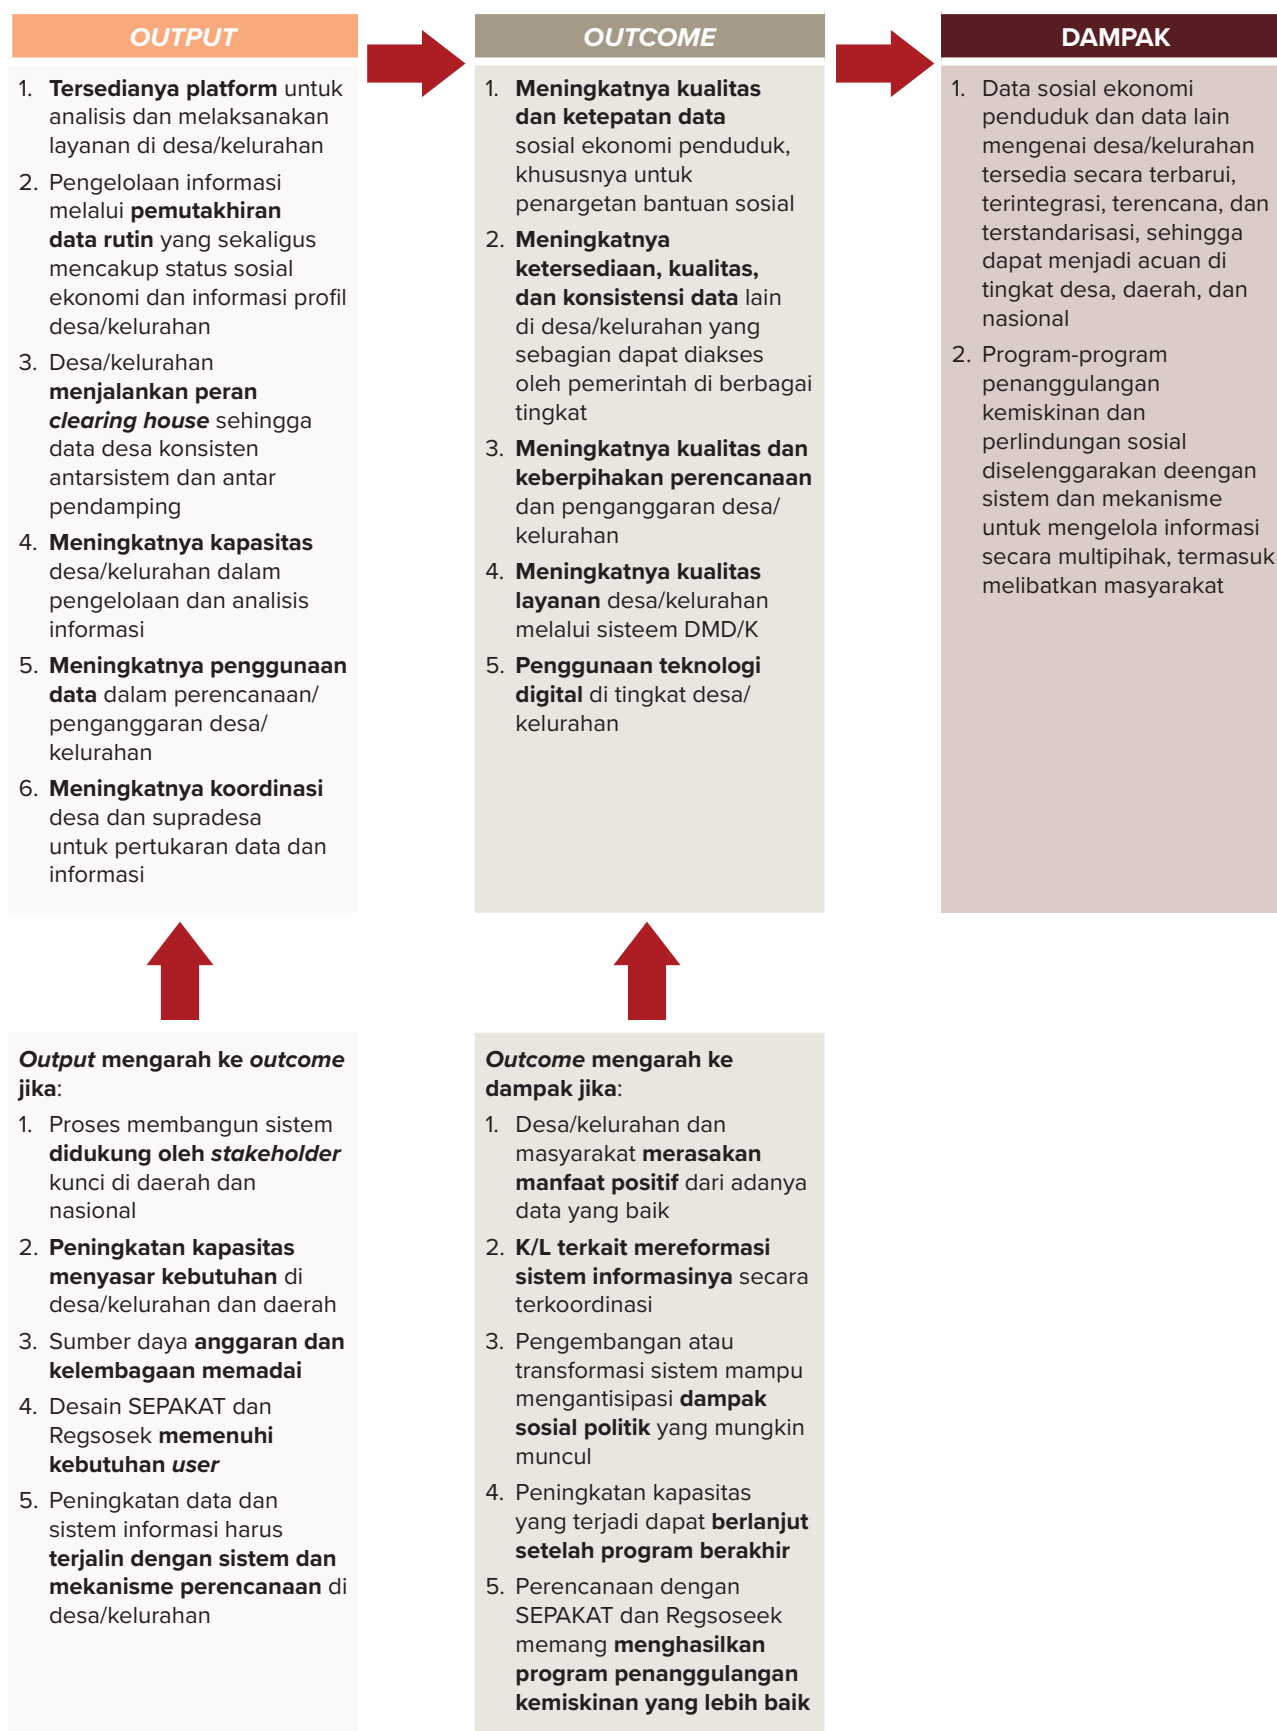 OUTPUT
1. Tersedianya platform untuk
analisis dan melaksanakan
layanan di desa/kelurahan
2. Pengelolaan informasi
melalui pemutakhiran
data rutin yang sekaligus
mencakup status sosial
ekonomi dan informasi profil
desa/kelurahan
3. Desa/kelurahan
menjalankan peran
clearing house sehingga
data desa konsisten
antarsistem dan antar
pendamping
4. Meningkatnya kapasitas
desa/kelurahan dalam
pengelolaan dan analisis
informasi
5. Meningkatnya penggunaan
data dalam perencanaan/
penganggaran desa/
kelurahan
6. Meningkatnya koordinasi
desa dan supradesa
untuk pertukaran data dan
informasi
OUTCOME
1. Meningkatnya kualitas
dan ketepatan data
sosial ekonomi penduduk,
khususnya untuk
penargetan bantuan sosial
2. Meningkatnya
ketersediaan, kualitas,
dan konsistensi data lain
di desa/kelurahan yang
sebagian dapat diakses
oleh pemerintah di berbagai
tingkat
3. Meningkatnya kualitas dan
keberpihakan perencanaan
dan penganggaran desa/
kelurahan
4. Meningkatnya kualitas
layanan desa/kelurahan
melalui sisteem DMD/K
5. Penggunaan teknologi
digital di tingkat desa/
kelurahan
DAMPAK
1. Data sosial ekonomi
penduduk dan data lain
mengenai desa/kelurahan
tersedia secara terbarui,
terintegrasi, terencana, dan
terstandarisasi, sehingga
dapat menjadi acuan di
tingkat desa, daerah, dan
nasional
2. Program-program
penanggulangan
kemiskinan dan
perlindungan sosial
diselenggarakan deengan
sistem dan mekanisme
untuk mengelola informasi
secara multipihak, termasuk
melibatkan masyarakat
Output mengarah ke outcome
jika:
1. Proses membangun sistem
didukung oleh stakeholder
kunci di daerah dan
nasional
2. Peningkatan kapasitas
menyasar kebutuhan di
desa/kelurahan dan daerah
3. Sumber daya anggaran dan
kelembagaan memadai
4. Desain SEPAKAT dan
Regsosek memenuhi
kebutuhan user
5. Peningkatan data dan
sistem informasi harus
terjalin dengan sistem dan
mekanisme perencanaan di
desa/kelurahan
Outcome mengarah ke
dampak jika:
1. Desa/kelurahan dan
masyarakat merasakan
manfaat positif dari adanya
data yang baik
2. K/L terkait mereformasi
sistem informasinya secara
terkoordinasi
3. Pengembangan atau
transformasi sistem mampu
mengantisipasi dampak
sosial politik yang mungkin
muncul
4. Peningkatan kapasitas
yang terjadi dapat berlanjut
setelah program berakhir
5. Perencanaan dengan
SEPAKAT dan Regsoseek
memang menghasilkan
program penanggulangan
kemiskinan yang lebih baik